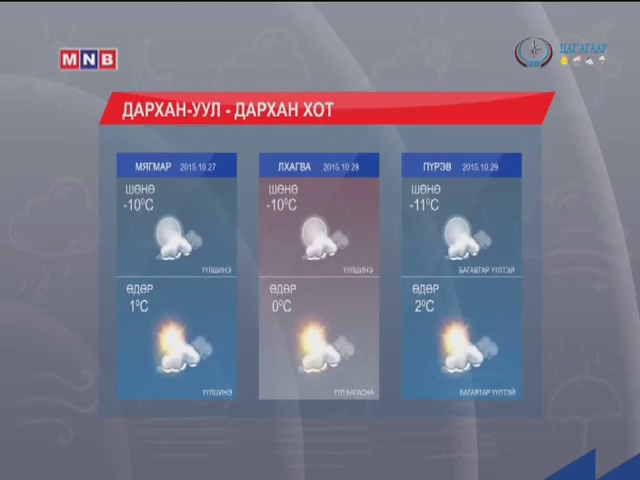 MNB
ЦАГ АГААР
ДАРХАН-УУЛ - ДАРХАН ХОТ
МЯГМАР 2015.10.27
ШӨНӨ
-10⁰C
ҮҮЛШИНЭ
ӨДӨР
1⁰C
ҮҮЛШИНЭ
ЛХАГВА 2015.10.28
ШӨНӨ
-10⁰C
ҮҮЛШИНЭ
ӨДӨР
0⁰C
ҮҮЛ БАГАСНА
ПҮРЭВ 2015.10.29
ШӨНӨ
-11⁰C
БАГАВТАР ҮҮЛТЭЙ
ӨДӨР
2⁰C
БАГАВТАР ҮҮЛТЭЙ